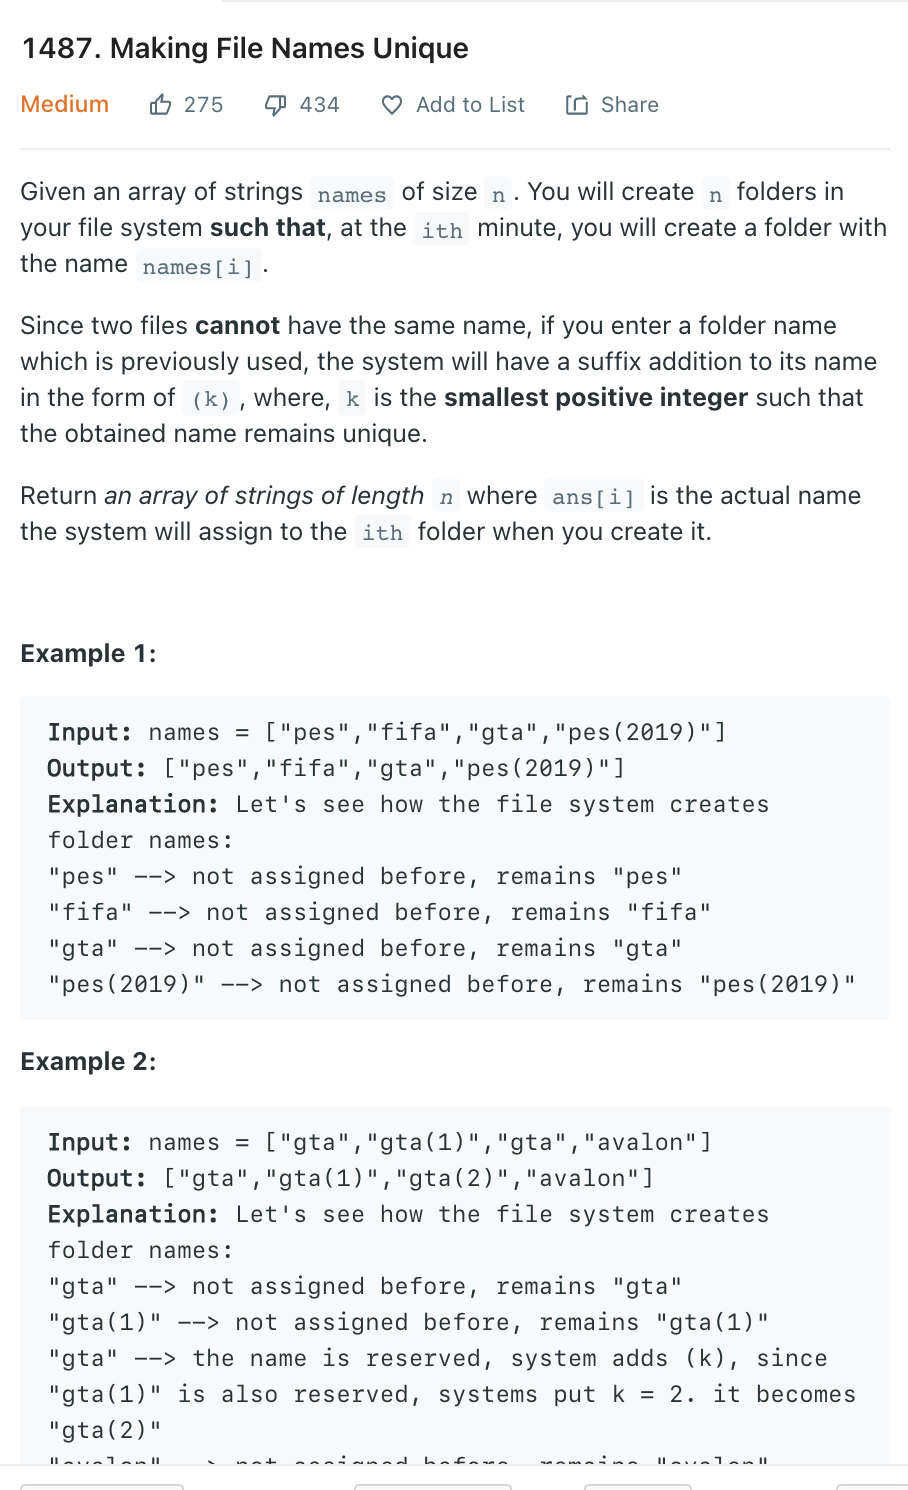 1487. Making File Names Unique
Medium 275 434 Add to List Share
Given an array of strings names of size n. You will create n folders in
your file system such that, at the ith minute, you will create a folder with
the name names[i].
Since two files cannot have the same name, if you enter a folder name
which is previously used, the system will have a suffix addition to its name
in the form of (k), where, k is the smallest positive integer such that
the obtained name remains unique.
Return an array of strings of length n where ans[i] is the actual name
the system will assign to the ith folder when you create it.
Example 1:
Input: names = ["pes","fifa","gta","pes(2019)"]
Output: ["pes","fifa","gta","pes(2019)"]
Explanation: Let's see how the file system creates
folder names:
"pes" --> not assigned before, remains "pes"
"fifa" --> not assigned before, remains "fifa"
"gta" --> not assigned before, remains "gta"
"pes(2019)" --> not assigned before, remains "pes(2019)"
Example 2:
Input: names = ["gta","gta(1)","gta","avalon"]
Output: ["gta","gta(1)","gta(2)","avalon"]
Explanation: Let's see how the file system creates
folder names:
"gta" --> not assigned before, remains "gta"
"gta(1)" --> not assigned before, remains "gta(1)"
"gta" --> the name is reserved, system adds (k), since
"gta(1)" is also reserved, systems put k = 2. it becomes
"gta(2)"
"avalon" --> not assigned before, remains "avalon"